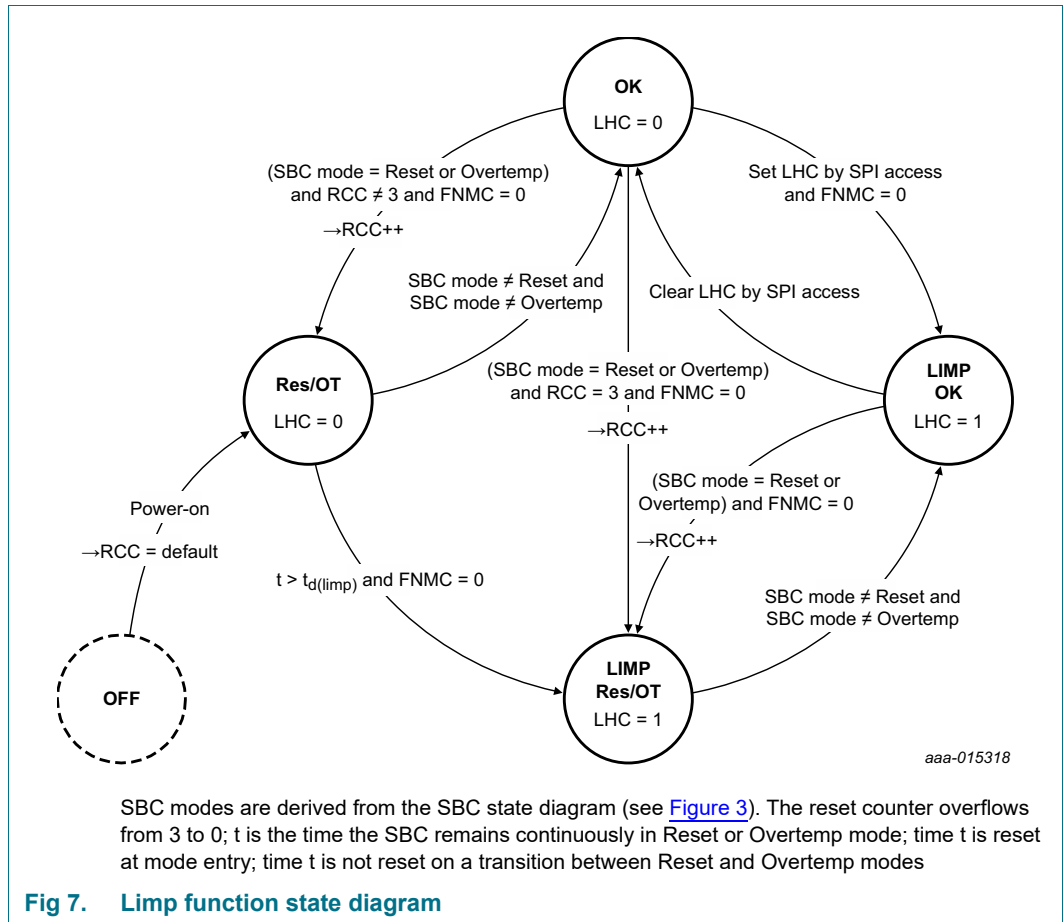 OK
LHC = 0
(SBC mode = Reset or Overtemp)
and RCC ≠ 3 and FNMC = 0
→RCC++
Set LHC by SPI access
and FNMC = 0
SBC mode ≠ Reset and
SBC mode ≠ Overtemp
Clear LHC by SPI access
Res/OT
LHC = 0
(SBC mode = Reset or Overtemp)
and RCC = 3 and FNMC = 0
→RCC++
LIMP
OK
LHC = 1
(SBC mode = Reset or
Overtemp) and FNMC = 0
→RCC++
Power-on
→RCC = default
t > td(limp) and FNMC = 0
SBC mode ≠ Reset and
SBC mode ≠ Overtemp
OFF
LIMP
Res/OT
LHC = 1
aaa-015318
SBC modes are derived from the SBC state diagram (see Figure 3). The reset counter overflows
from 3 to 0; t is the time the SBC remains continuously in Reset or Overtemp mode; time t is reset
at mode entry; time t is not reset on a transition between Reset and Overtemp modes
Fig 7. Limp function state diagram